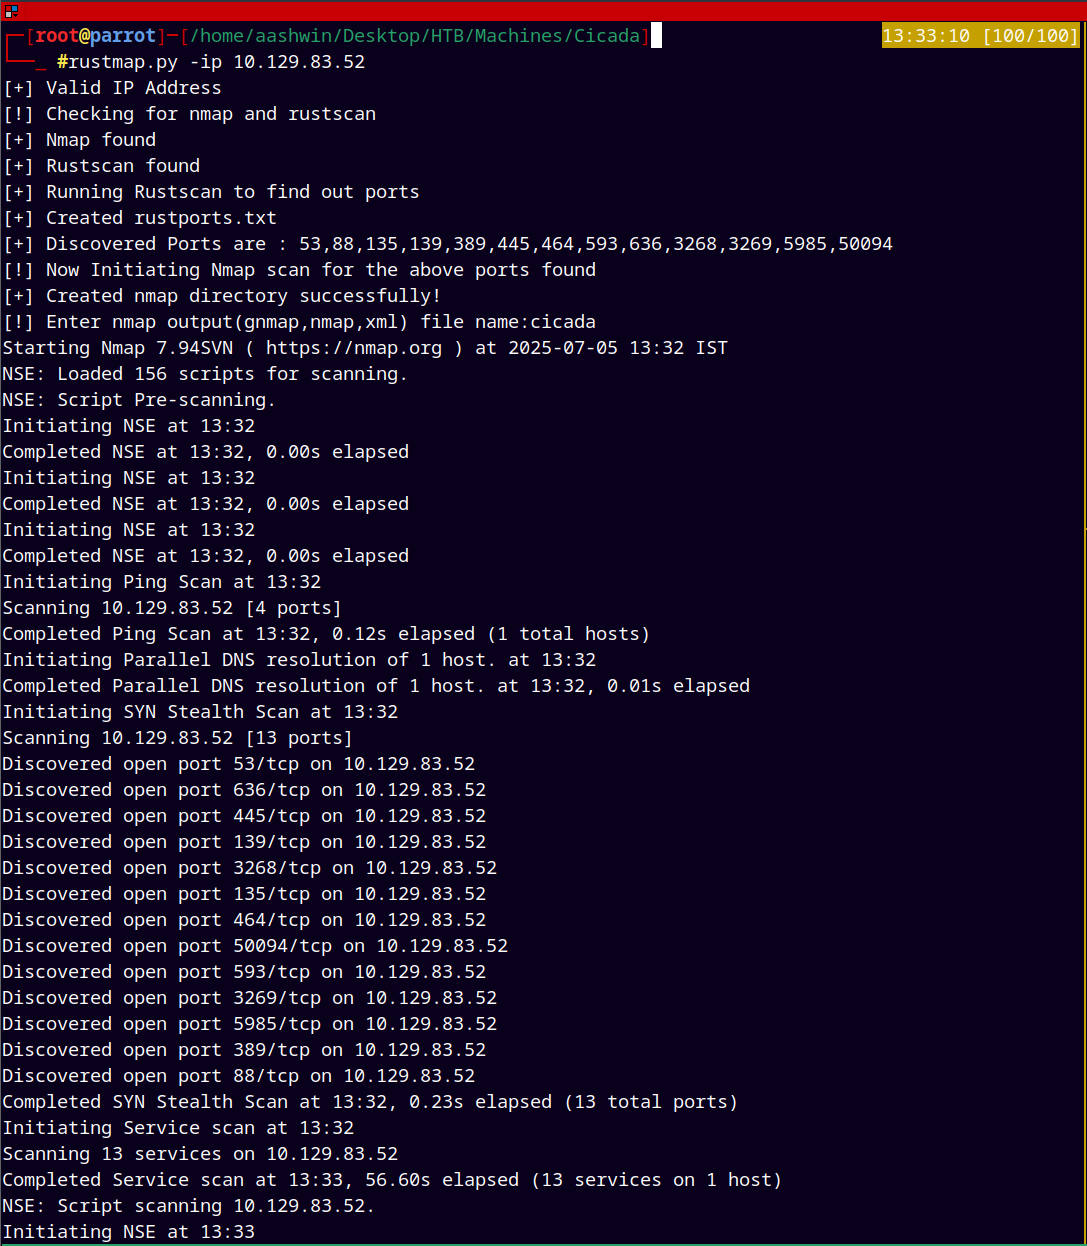 ┌─[root@parrot]─[/home/aashwin/Desktop/HTB/Machines/Cicada] 13:33:10 [100/100]
└──╼ #rustmap.py -ip 10.129.83.52
[+] Valid IP Address
[!] Checking for nmap and rustscan
[+] Nmap found
[+] Rustscan found
[+] Running Rustscan to find out ports
[+] Created rustports.txt
[+] Discovered Ports are : 53,88,135,139,389,445,464,593,636,3268,3269,5985,50094
[!] Now Initiating Nmap scan for the above ports found
[+] Created nmap directory successfully!
[!] Enter nmap output(gnmap,nmap,xml) file name:cicada
Starting Nmap 7.94SVN ( https://nmap.org ) at 2025-07-05 13:32 IST
NSE: Loaded 156 scripts for scanning.
NSE: Script Pre-scanning.
Initiating NSE at 13:32
Completed NSE at 13:32, 0.00s elapsed
Initiating NSE at 13:32
Completed NSE at 13:32, 0.00s elapsed
Initiating NSE at 13:32
Completed NSE at 13:32, 0.00s elapsed
Initiating Ping Scan at 13:32
Scanning 10.129.83.52 [4 ports]
Completed Ping Scan at 13:32, 0.12s elapsed (1 total hosts)
Initiating Parallel DNS resolution of 1 host. at 13:32
Completed Parallel DNS resolution of 1 host. at 13:32, 0.01s elapsed
Initiating SYN Stealth Scan at 13:32
Scanning 10.129.83.52 [13 ports]
Discovered open port 53/tcp on 10.129.83.52
Discovered open port 636/tcp on 10.129.83.52
Discovered open port 445/tcp on 10.129.83.52
Discovered open port 139/tcp on 10.129.83.52
Discovered open port 3268/tcp on 10.129.83.52
Discovered open port 135/tcp on 10.129.83.52
Discovered open port 464/tcp on 10.129.83.52
Discovered open port 50094/tcp on 10.129.83.52
Discovered open port 593/tcp on 10.129.83.52
Discovered open port 3269/tcp on 10.129.83.52
Discovered open port 5985/tcp on 10.129.83.52
Discovered open port 389/tcp on 10.129.83.52
Discovered open port 88/tcp on 10.129.83.52
Completed SYN Stealth Scan at 13:32, 0.23s elapsed (13 total ports)
Initiating Service scan at 13:32
Scanning 13 services on 10.129.83.52
Completed Service scan at 13:33, 56.60s elapsed (13 services on 1 host)
NSE: Script scanning 10.129.83.52.
Initiating NSE at 13:33